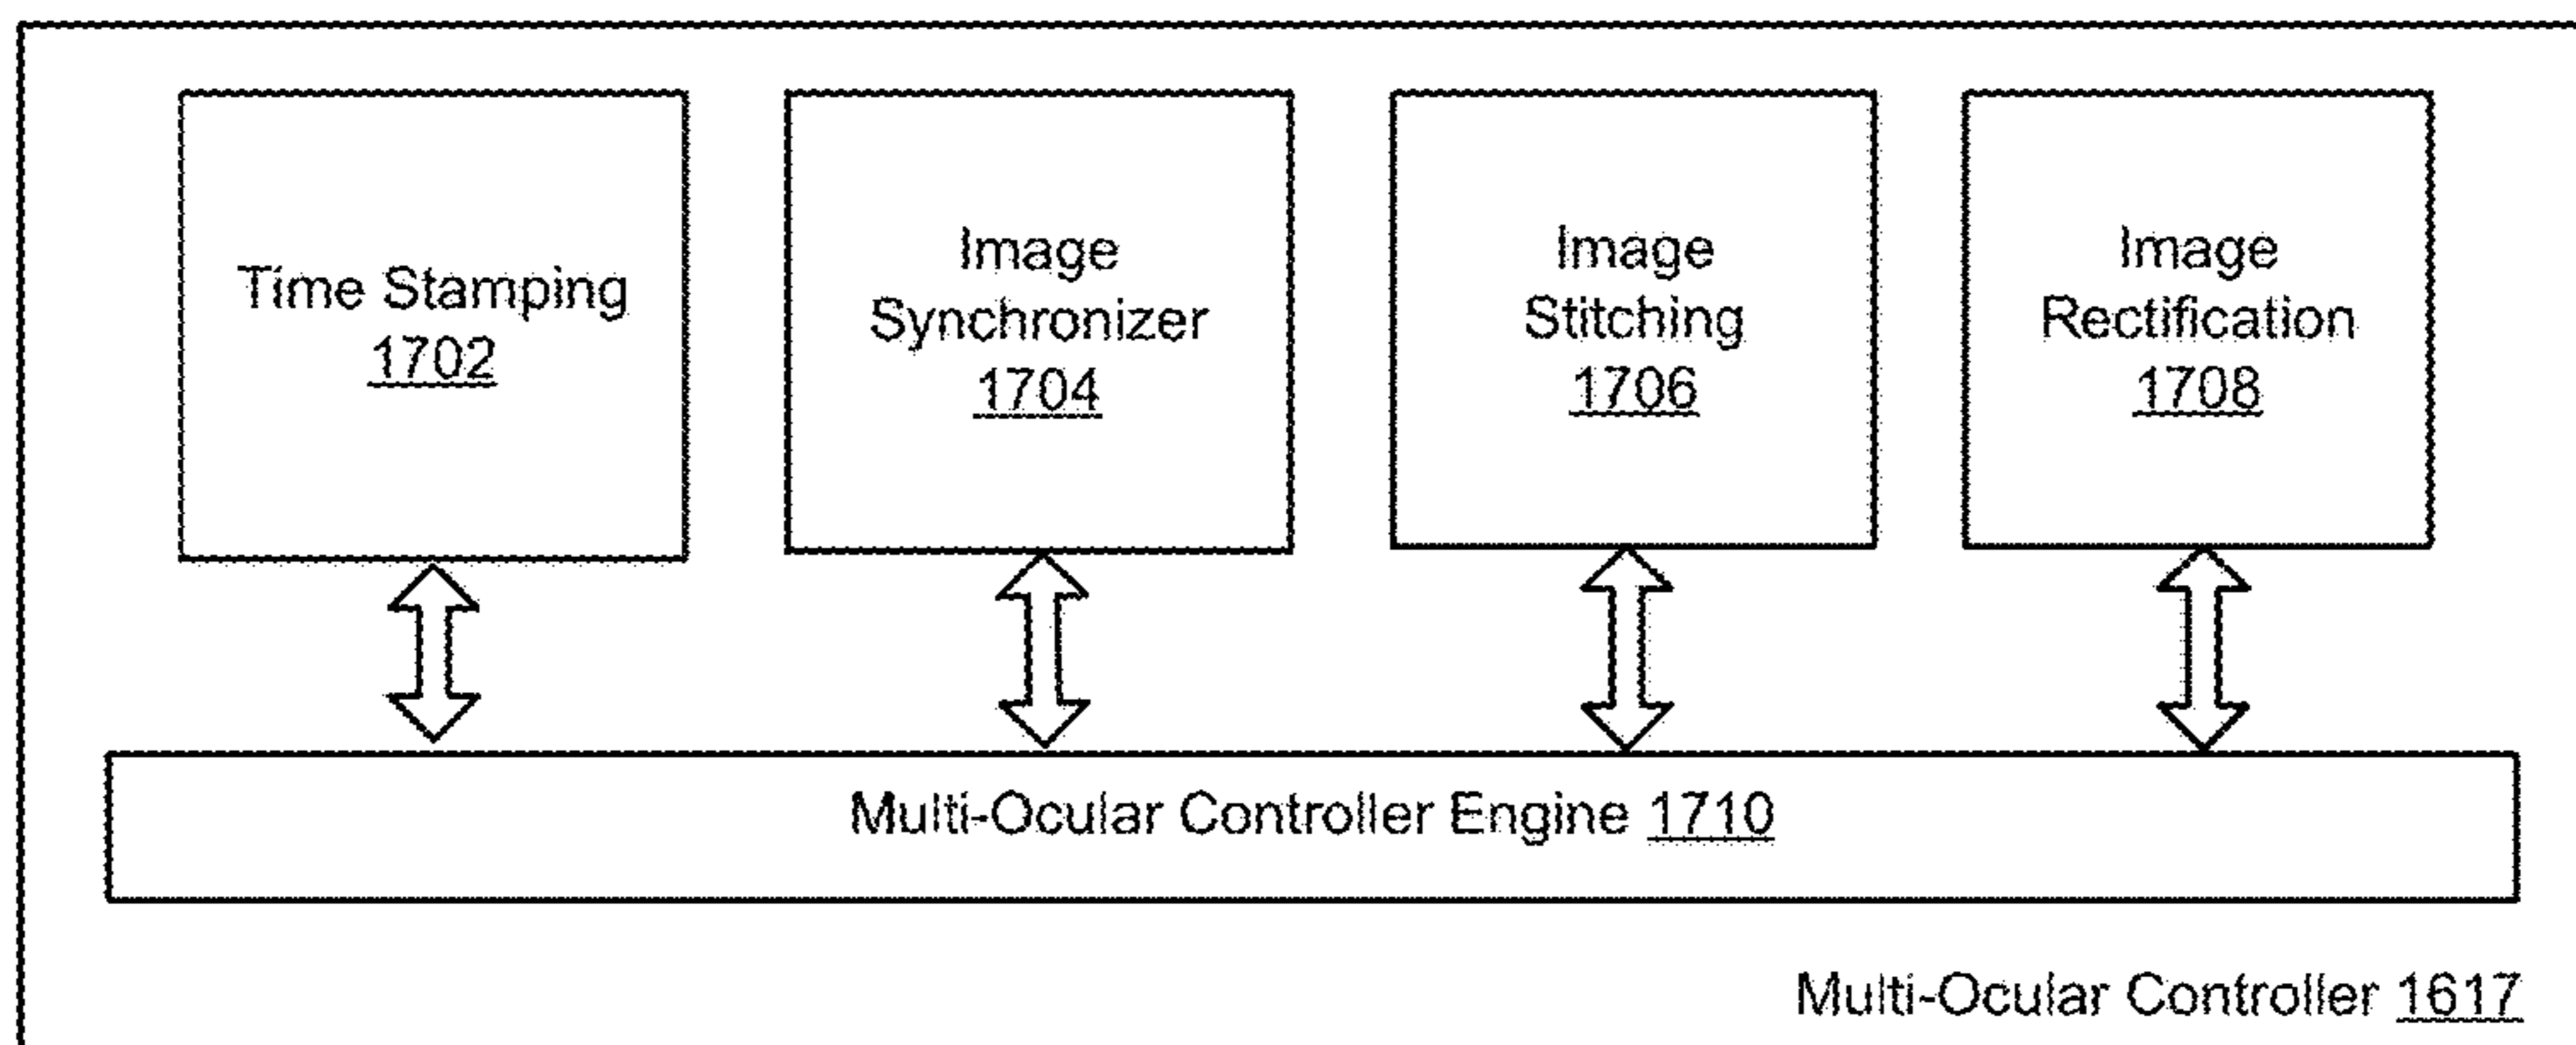 Time Stamping
1702
Image
Synchronizer
1704
Image
Stitching
1706
Image
Rectification
1708
Multi-Ocular Controller Engine 1710
Multi-Ocular Controller 1617